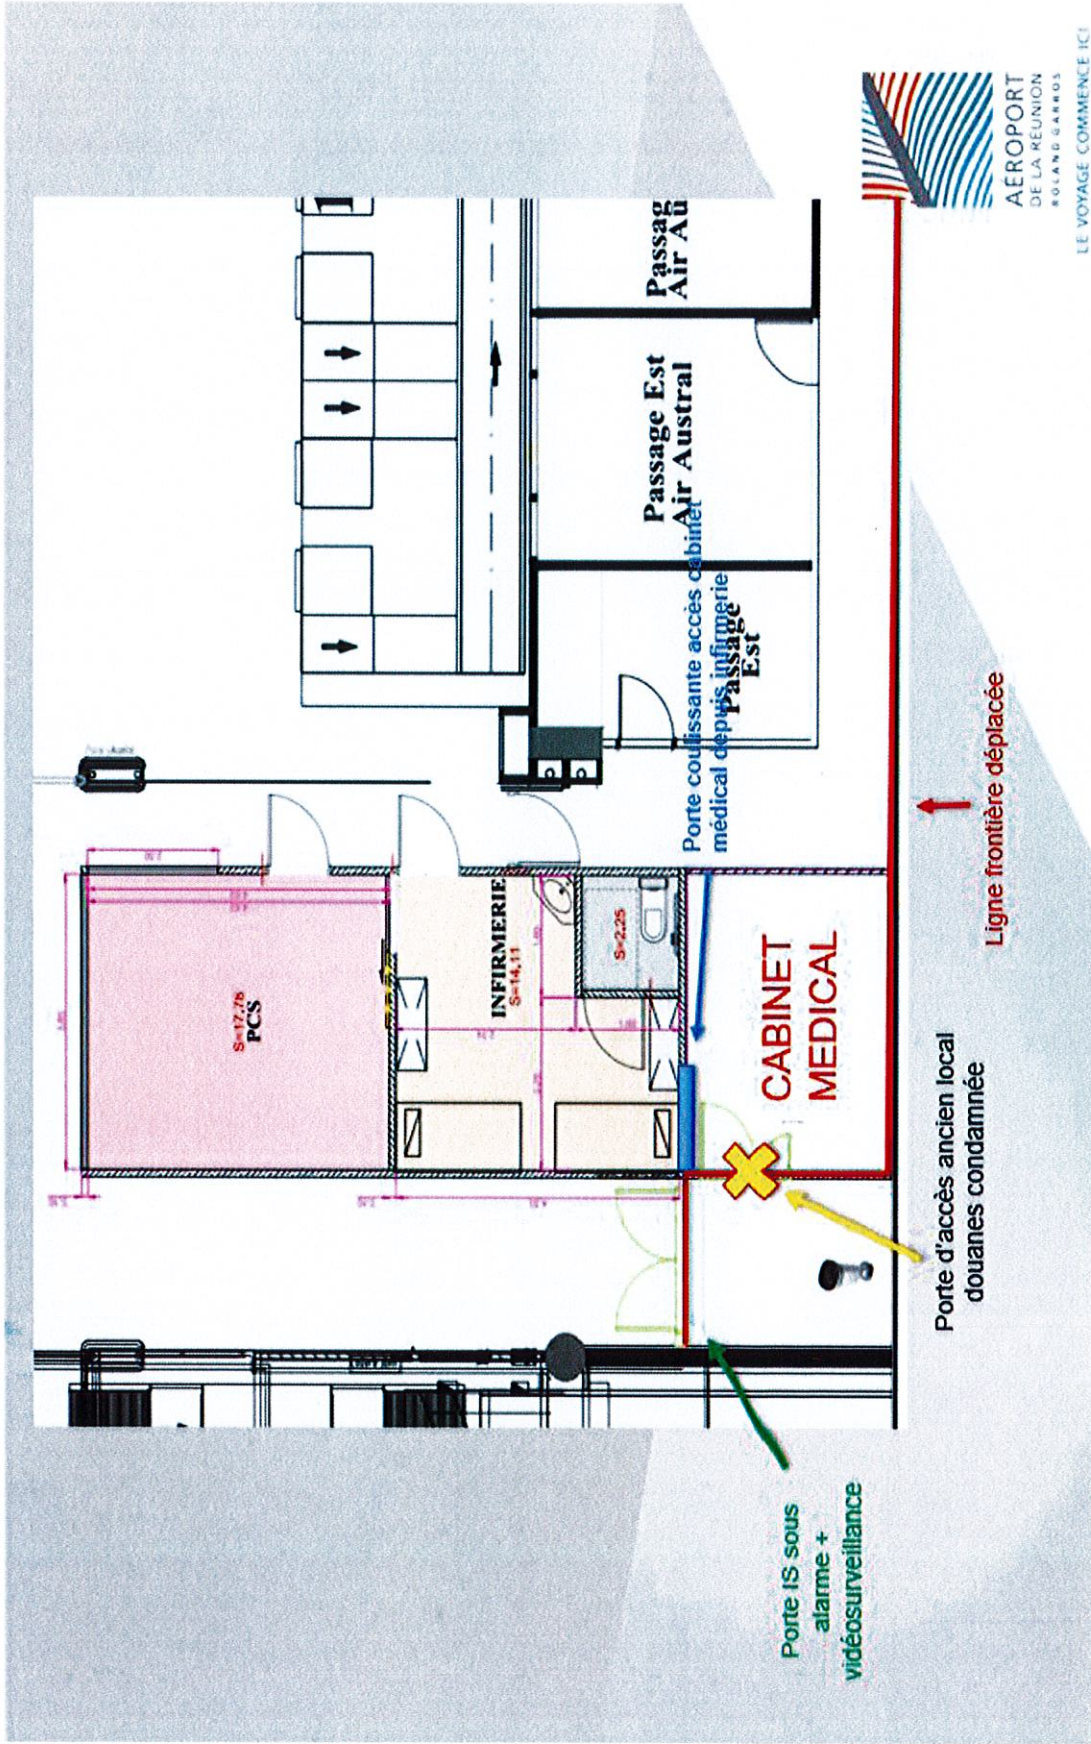 PCS
S=17,78
INFIRMERIE
S=14,11
S=2,25
CABINET
MEDICAL
Passage Est
Air Austral
Passag
Air Au
Passage
Est
P
P
Porte coulissante accès cabinet
médical depuis infirmerie
Porte IS sous
alarme +
vidéosurveillance
Porte d'accès ancien local
douanes condamnée
Ligne frontière déplacée
AÉROPORT
DE LA RÉUNION
ROLAND GARROS
LE VOYAGE COMMENCE ICI